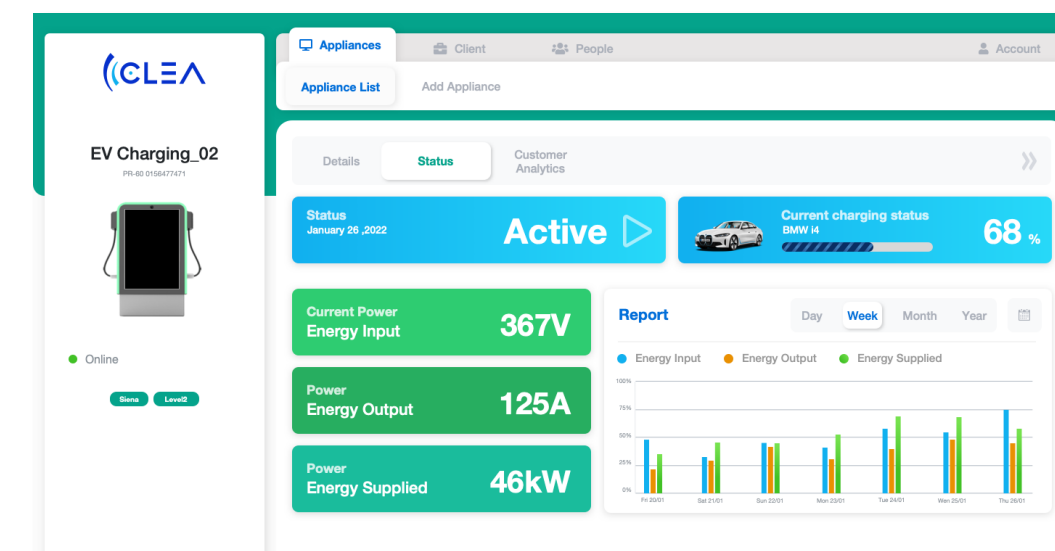 CLEA
EV Charging_02
PR-60 0156477471
Online
Siena Level2
Appliances Client People Account
Appliance List Add Appliance
Details Status Customer
Analytics
Status
January 26 ,2022
Active
Current charging status
BMW i4
68 %
Current Power
Energy Input
367V
Power
Energy Output
125A
Power
Energy Supplied
46kW
Report
Day Week Month Year
Energy Input Energy Output Energy Supplied
100%
75%
50%
25%
0%
Fri 20/01 Sat 21/01 Sun 22/01 Mon 23/01 Tue 24/01 Wen 25/01 Thu 26/01